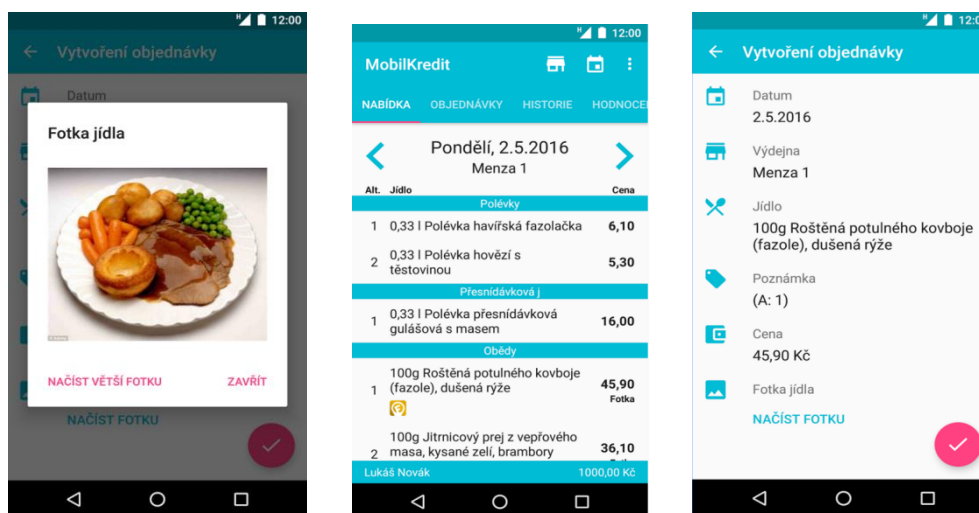 12:00
Vytvoření objednávky
Datum
Fotka jídla
NAČÍST VĚTŠÍ FOTKU
ZAVŘÍT
NAČÍST FOTKU
12:00
MobilKredit
NABÍDKA OBJEDNÁVKY HISTORIE HODNOCE
Pondělí, 2.5.2016
Menza 1
Alt. Jídlo Cena
Polévky
1 0,33 l Polévka havířská fazolačka 6,10
2 0,33 l Polévka hovězí s
těstovinou 5,30
Přesnídávková j
1 0,33 l Polévka přesnídávková
gulášová s masem 16,00
Obědy
1 100g Roštěná potulného kovboje
(fazole), dušená rýže 45,90
Fotka
2 100g Jitrnicový prej z vepřového
masa, kysané zelí, brambory 36,10
Lukáš Novák 1000,00 Kč
12:0
Vytvoření objednávky
Datum
2.5.2016
Výdejna
Menza 1
Jídlo
100g Roštěná potulného kovboje
(fazole), dušená rýže
Poznámka
(A: 1)
Cena
45,90 Kč
Fotka jídla
NAČÍST FOTKU